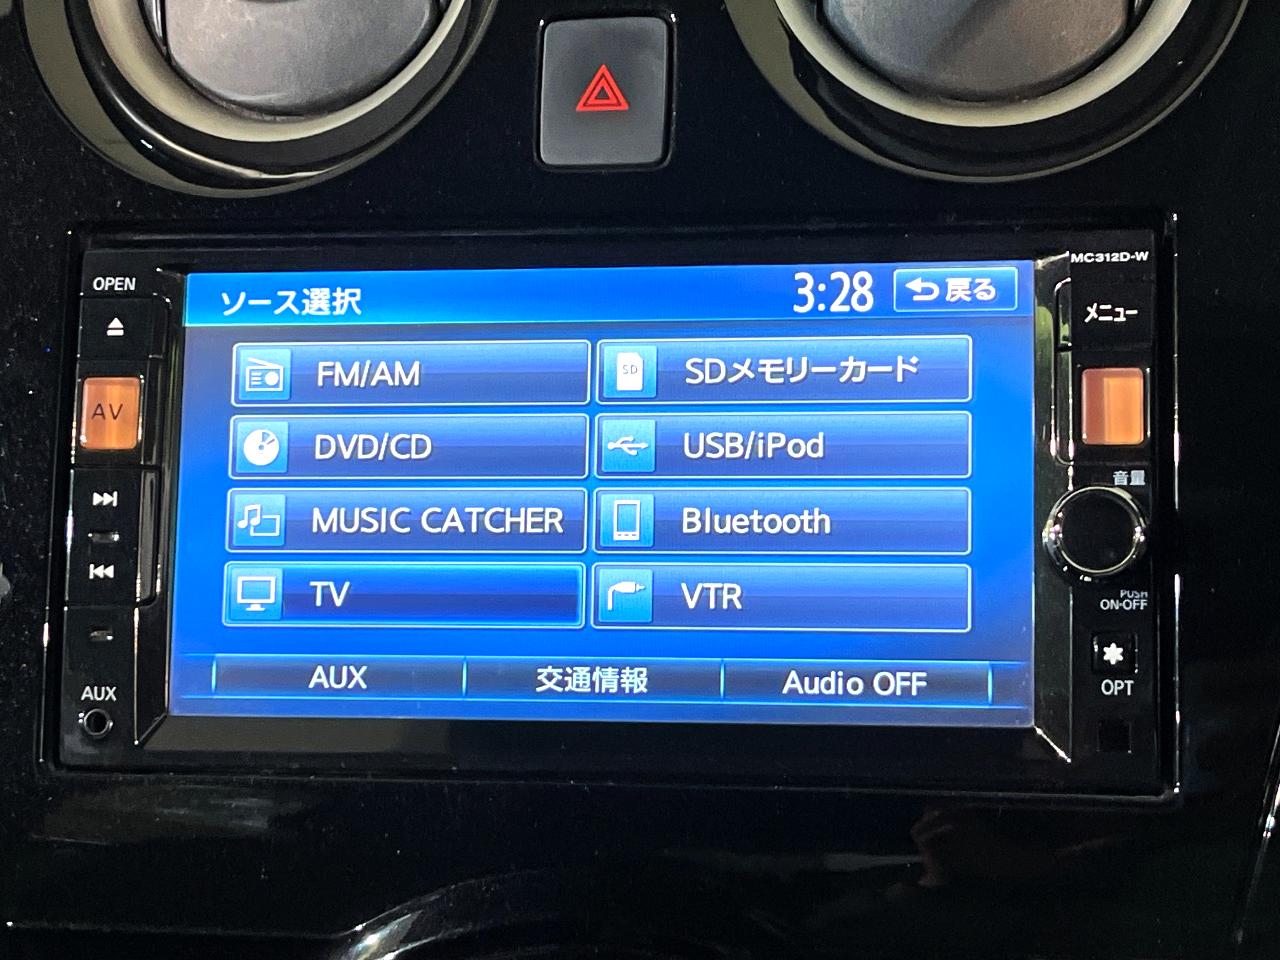 OPEN
MC312D-W
ソース選択
3:28
戻る
メニュー
AV
FM/AM
SD
SDメモリーカード
DVD/CD
USB/iPod
音量
MUSIC CATCHER
Bluetooth
TV
VTR
PUSH
ON·OFF
AUX
交通情報
Audio OFF
AUX
OPT